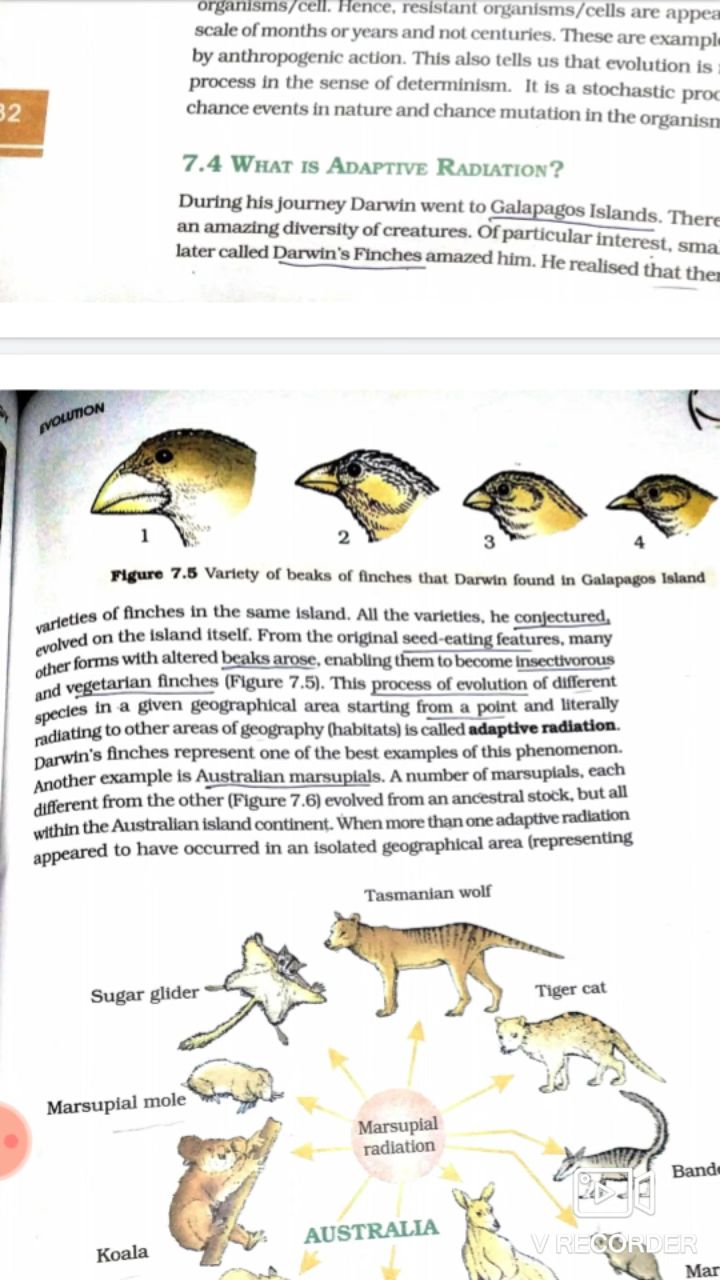 organisms/cell. Hence, resistant organisms/cells are appea
scale of months or years and not centuries. These are example
by anthropogenic action. This also tells us that evolution is
process in the sense of determinism. It is a stochastic proc
chance events in nature and chance mutation in the organism
32
7.4 WHAT IS ADAPTIVE RADIATION?
During his journey Darwin went to Galapagos Islands. There
an amazing diversity of creatures. Of particular interest, sma
later called Darwin's Finches amazed him. He realised that ther
EVOLUTION
1
2
3
4
Figure 7.5 Variety of beaks of finches that Darwin found in Galapagos Island
varieties of finches in the same island. All the varieties, he conjectured,
evolved on the island itself. From the original seed-eating features, many
other forms with altered beaks arose, enabling them to become insectivorous
and vegetarian finches (Figure 7.5). This process of evolution of different
species in a given geographical area starting from a point and literally
radiating to other areas of geography (habitats) is called adaptive radiation.
Darwin's finches represent one of the best examples of this phenomenon.
Another example is Australian marsupials. A number of marsupials, each
different from the other (Figure 7.6) evolved from an ancestral stock, but all
within the Australian island continent. When more than one adaptive radiation
appeared to have occurred in an isolated geographical area (representing
Tasmanian wolf
Sugar glider
Tiger cat
Marsupial mole
Marsupial
radiation
Band
Koala
AUSTRALIA
Mar
V RECORDER